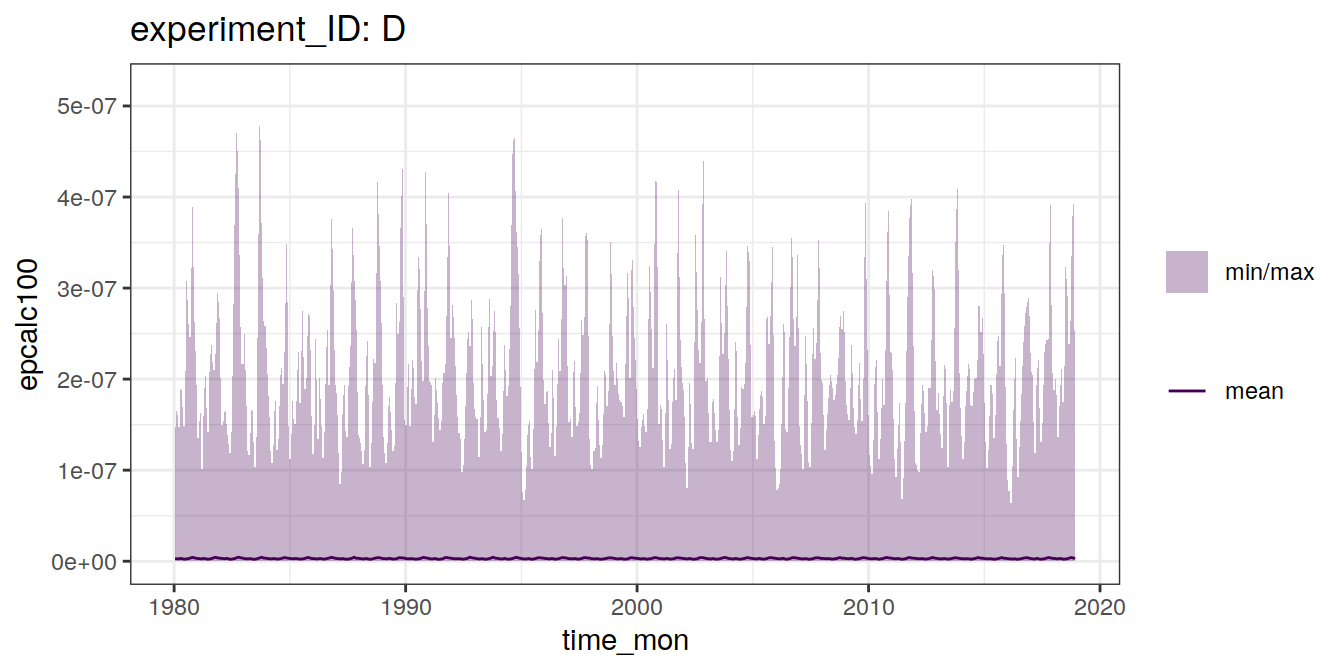 experiment_ID: D
epcalc100
5e-07
4e-07
3e-07
2e-07
1e-07
0e+00
1980
1990
2000
2010
2020
time_mon
min/max
mean